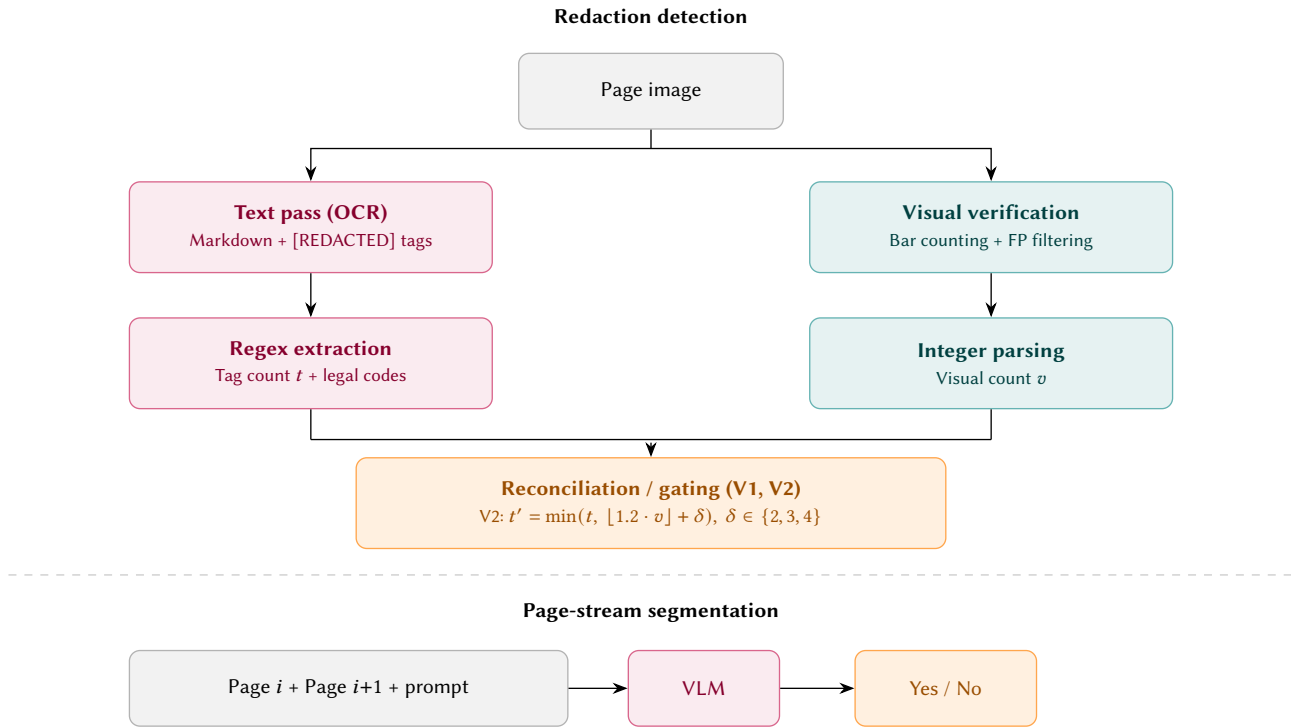 Redaction detection
Page image
Text pass (OCR)
Markdown + [REDACTED] tags
Visual verification
Bar counting + FP filtering
Regex extraction
Tag count t + legal codes
Integer parsing
Visual count v
Reconciliation / gating (V1, V2)
V2: t′ = min(t, ⌊1.2 · v⌋ + δ), δ ∈ {2, 3, 4}
Page-stream segmentation
Page i + Page i+1 + prompt
VLM
Yes / No